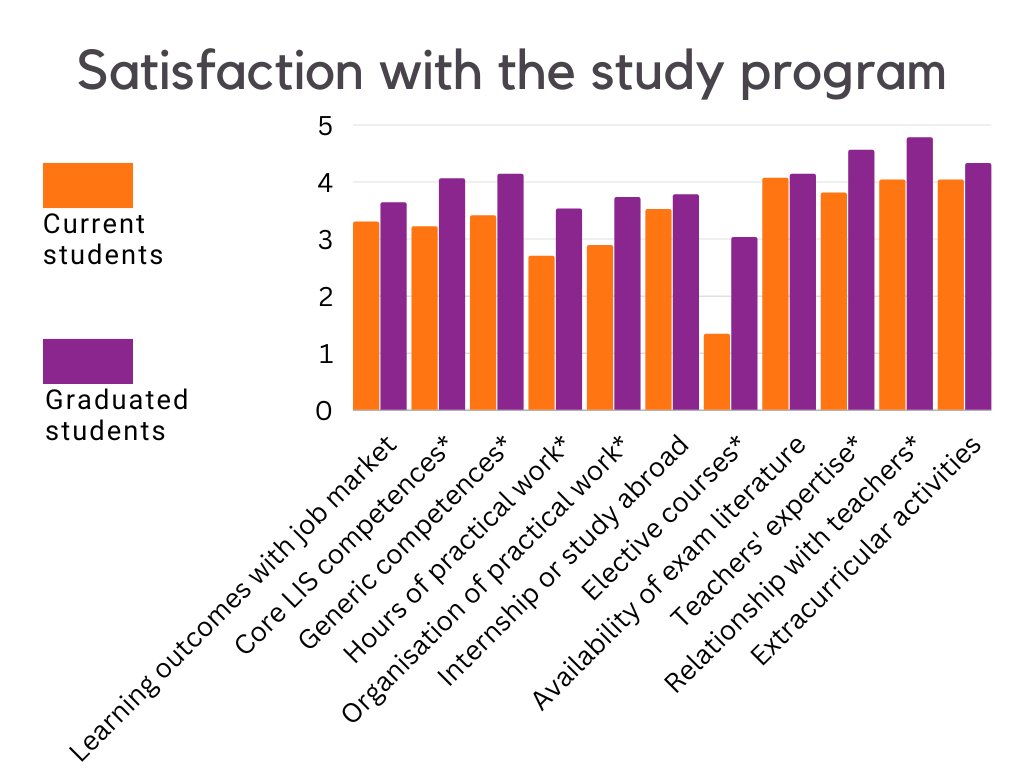 Satisfaction with the study program
Current
students
Graduated
students
5
4
3
2
1
0
Learning outcomes with job market
Core LIS competences*
Generic competences*
Hours of practical work*
Organisation of practical work*
Internship or study abroad
Elective courses*
Availability of exam literature
Teachers' expertise*
Relationship with teachers*
Extracurricular activities